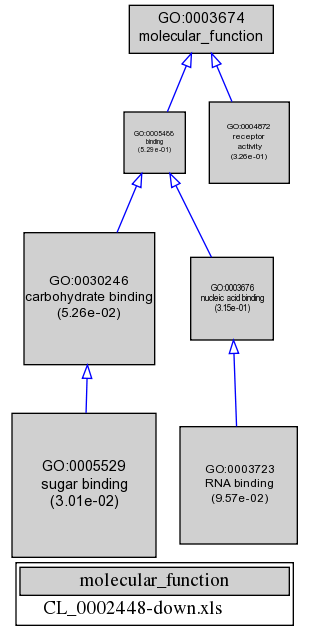 GO:0003674
molecular_function
GO:0005488
binding
(5.29e-01)
GO:0004872
receptor
activity
(3.26e-01)
GO:0030246
carbohydrate binding
(5.26e-02)
GO:0003676
nucleic acid binding
(3.15e-01)
GO:0005529
sugar binding
(3.01e-02)
GO:0003723
RNA binding
(9.57e-02)
molecular_function
CL_0002448-down.xls